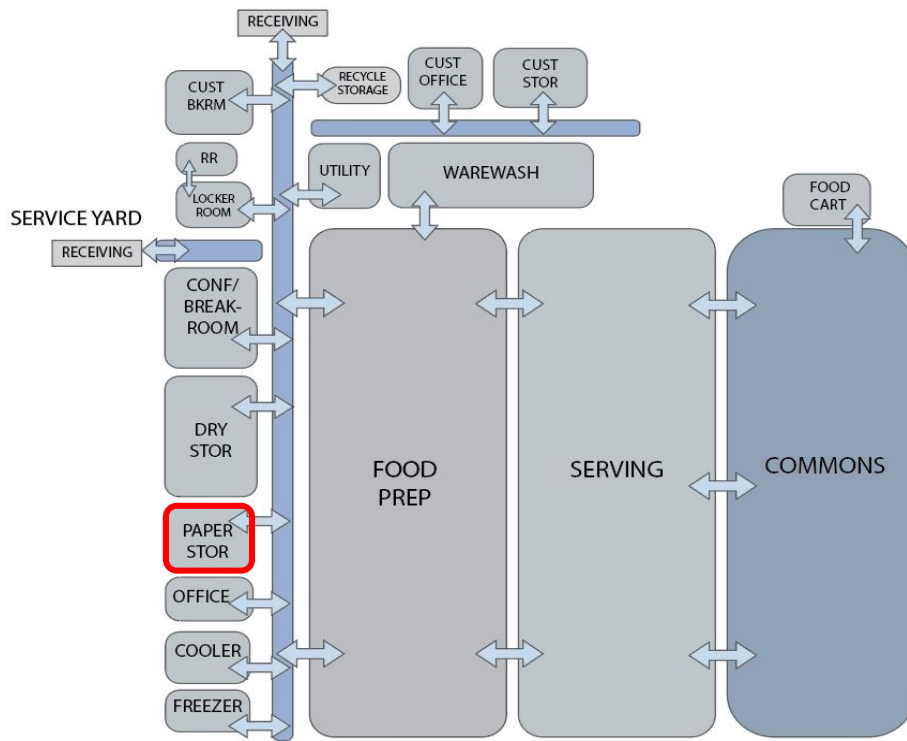 RECEIVING
CUST
BKRM
RECYCLE
STORAGE
CUST
OFFICE
CUST
STOR
RR
LOCKER
ROOM
UTILITY
WAREWASH
FOOD
CART
SERVICE YARD
RECEIVING
CONF/
BREAK-
ROOM
DRY
STOR
FOOD
PREP
SERVING
COMMONS
PAPER
STOR
OFFICE
COOLER
FREEZER